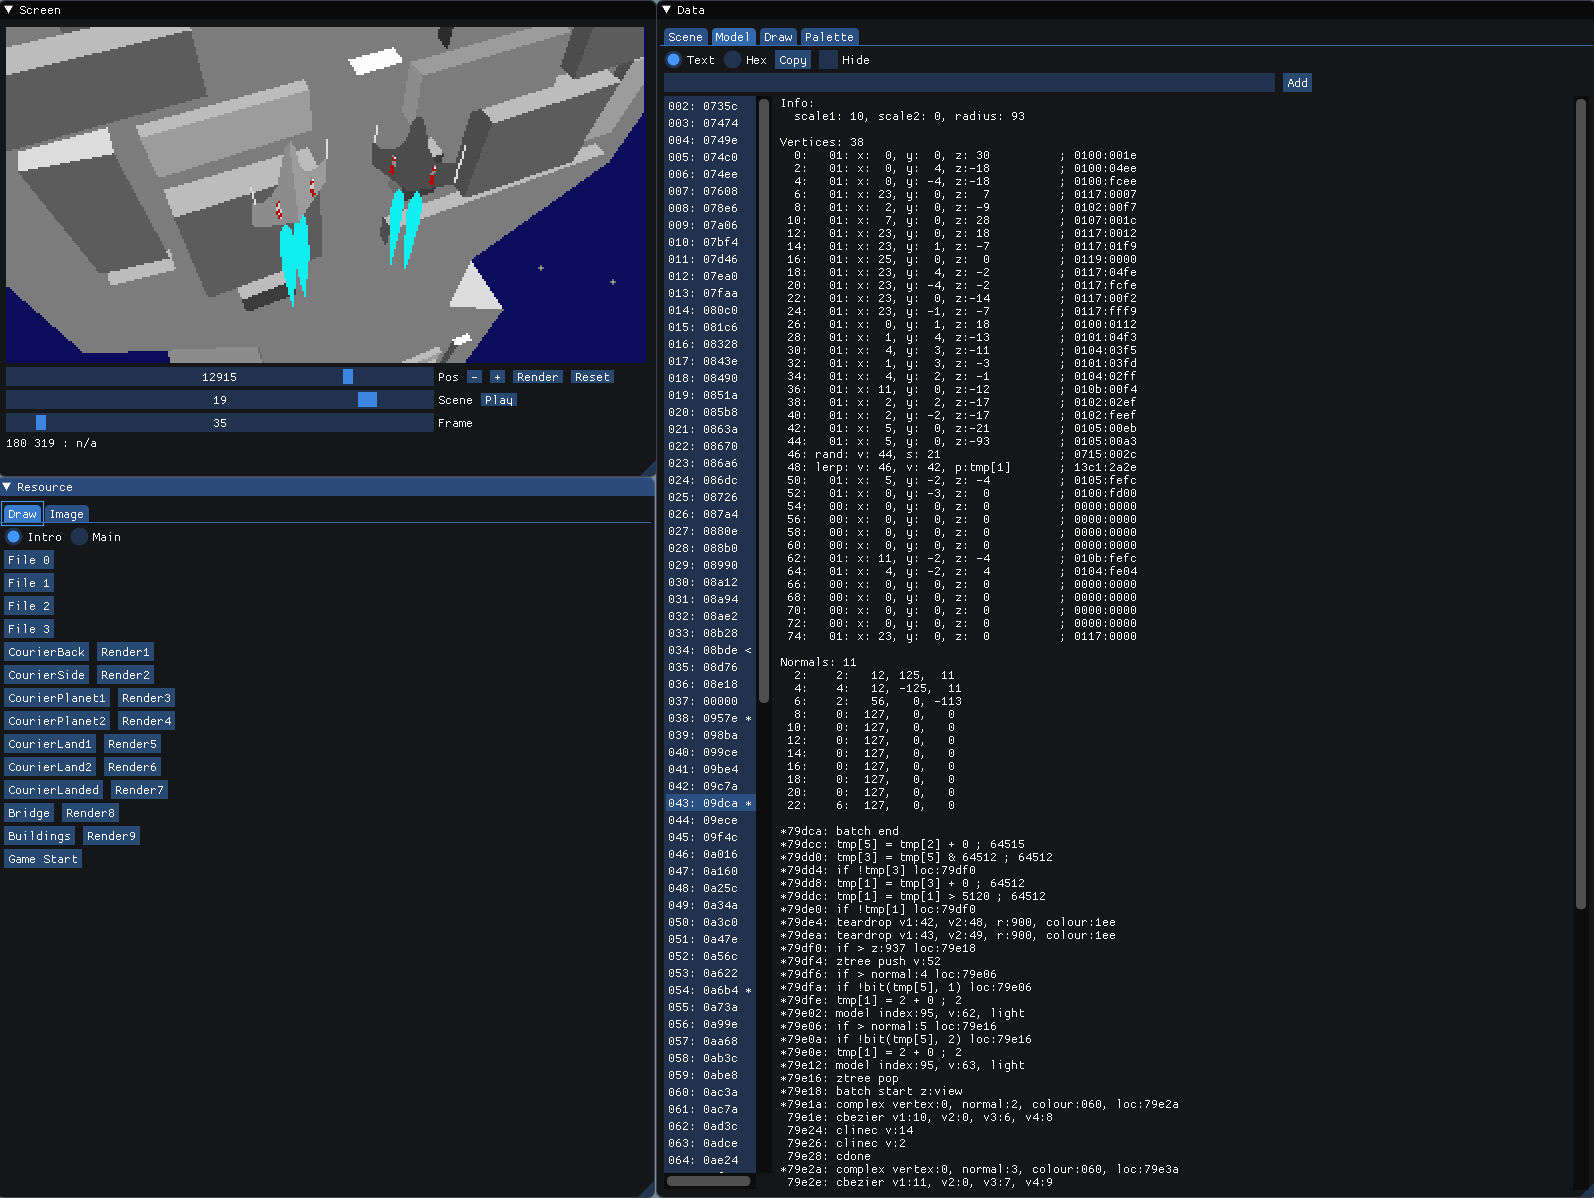 Screen
12915 Pos - + Render Reset
19 Scene Play
35 Frame
180 319 : n/a
Resource
Draw Image
Intro Main
File 0
File 1
File 2
File 3
CourierBack Render1
CourierSide Render2
CourierPlanet1 Render3
CourierPlanet2 Render4
CourierLand1 Render5
CourierLand2 Render6
CourierLanded Render7
Bridge Render8
Buildings Render9
Game Start
Data
Scene Model Draw Palette
Text Hex Copy Hide
Add
002: 0735c
003: 07474
004: 0749e
005: 074c0
006: 074ee
007: 07608
008: 078e6
009: 07a06
010: 07bf4
011: 07d46
012: 07ea0
013: 07faa
014: 080c0
015: 081c6
016: 08328
017: 0843e
018: 08490
019: 0851a
020: 085b8
021: 0863a
022: 08670
023: 086a6
024: 086dc
025: 08726
026: 087a4
027: 0880e
028: 088b0
029: 08990
030: 08a12
031: 08a94
032: 08ae2
033: 08b28
034: 08bde <
035: 08d76
036: 08e18
037: 00000
038: 0957e *
039: 098ba
040: 099ce
041: 09be4
042: 09c7a
043: 09dca *
044: 09ece
045: 09f4c
046: 0a016
047: 0a160
048: 0a25c
049: 0a34a
050: 0a3c0
051: 0a47e
052: 0a56c
053: 0a622
054: 0a6b4 *
055: 0a73a
056: 0a99e
057: 0aa68
058: 0ab3c
059: 0abe8
060: 0ac3a
061: 0ac7a
062: 0ad3c
063: 0adce
064: 0ae24
Info:
scale1: 10, scale2: 0, radius: 93
Vertices: 38
0: 01: x: 0, y: 0, z: 30 ; 0100:001e
2: 01: x: 0, y: 4, z:-18 ; 0100:04ee
4: 01: x: 0, y: -4, z:-18 ; 0100:fcee
6: 01: x: 23, y: 0, z: 7 ; 0117:0007
8: 01: x: 2, y: 0, z: -9 ; 0102:00f7
10: 01: x: 7, y: 0, z: 28 ; 0107:001c
12: 01: x: 23, y: 0, z: 18 ; 0117:0012
14: 01: x: 23, y: 1, z: -7 ; 0117:01f9
16: 01: x: 25, y: 0, z: 0 ; 0119:0000
18: 01: x: 23, y: 4, z: -2 ; 0117:04fe
20: 01: x: 23, y: -4, z: -2 ; 0117:fcfe
22: 01: x: 23, y: 0, z:-14 ; 0117:00f2
24: 01: x: 23, y: -1, z: -7 ; 0117:fff9
26: 01: x: 0, y: 1, z: 18 ; 0100:0112
28: 01: x: 1, y: 4, z:-13 ; 0101:04f3
30: 01: x: 4, y: 3, z:-11 ; 0104:03f5
32: 01: x: 1, y: 3, z: -3 ; 0101:03fd
34: 01: x: 4, y: 2, z: -1 ; 0104:02ff
36: 01: x: 11, y: 0, z:-12 ; 010b:00f4
38: 01: x: 2, y: 2, z:-17 ; 0102:02ef
40: 01: x: 2, y: -2, z:-17 ; 0102:feef
42: 01: x: 5, y: 0, z:-21 ; 0105:00eb
44: 01: x: 5, y: 0, z:-93 ; 0105:00a3
46: rand: v: 44, s: 21 ; 0715:002c
48: lerp: v: 46, v: 42, p:tmp[1] ; 13c1:2a2e
50: 01: x: 5, y: -2, z: -4 ; 0105:fefc
52: 01: x: 0, y: -3, z: 0 ; 0100:fd00
54: 00: x: 0, y: 0, z: 0 ; 0000:0000
56: 00: x: 0, y: 0, z: 0 ; 0000:0000
58: 00: x: 0, y: 0, z: 0 ; 0000:0000
60: 00: x: 0, y: 0, z: 0 ; 0000:0000
62: 01: x: 11, y: -2, z: -4 ; 010b:fefc
64: 01: x: 4, y: -2, z: 4 ; 0104:fe04
66: 00: x: 0, y: 0, z: 0 ; 0000:0000
68: 00: x: 0, y: 0, z: 0 ; 0000:0000
70: 00: x: 0, y: 0, z: 0 ; 0000:0000
72: 00: x: 0, y: 0, z: 0 ; 0000:0000
74: 01: x: 23, y: 0, z: 0 ; 0117:0000
Normals: 11
2: 2: 12, 125, 11
4: 4: 12, -125, 11
6: 2: 56, 0, -113
8: 0: 127, 0, 0
10: 0: 127, 0, 0
12: 0: 127, 0, 0
14: 0: 127, 0, 0
16: 0: 127, 0, 0
18: 0: 127, 0, 0
20: 0: 127, 0, 0
22: 6: 127, 0, 0
*79dca: batch end
*79dcc: tmp[5] = tmp[2] + 0 ; 64515
*79dd0: tmp[3] = tmp[5] & 64512 ; 64512
*79dd4: if !tmp[3] loc:79df0
*79dd8: tmp[1] = tmp[3] + 0 ; 64512
*79ddc: tmp[1] = tmp[1] > 5120 ; 64512
*79de0: if !tmp[1] loc:79df0
*79de4: teardrop v1:42, v2:48, r:900, colour:1ee
*79dea: teardrop v1:43, v2:49, r:900, colour:1ee
*79df0: if > z:937 loc:79e18
*79df4: ztree push v:52
*79df6: if > normal:4 loc:79e06
*79dfa: if !bit(tmp[5], 1) loc:79e06
*79dfe: tmp[1] = 2 + 0 ; 2
*79e02: model index:95, v:62, light
*79e06: if > normal:5 loc:79e16
*79e0a: if !bit(tmp[5], 2) loc:79e16
*79e0e: tmp[1] = 2 + 0 ; 2
*79e12: model index:95, v:63, light
*79e16: ztree pop
*79e18: batch start z:view
*79e1a: complex vertex:0, normal:2, colour:060, loc:79e2a
79e1e: cbezier v1:10, v2:0, v3:6, v4:8
79e24: clinec v:14
79e26: clinec v:2
79e28: cdone
*79e2a: complex vertex:0, normal:3, colour:060, loc:79e3a
79e2e: cbezier v1:11, v2:0, v3:7, v4:9